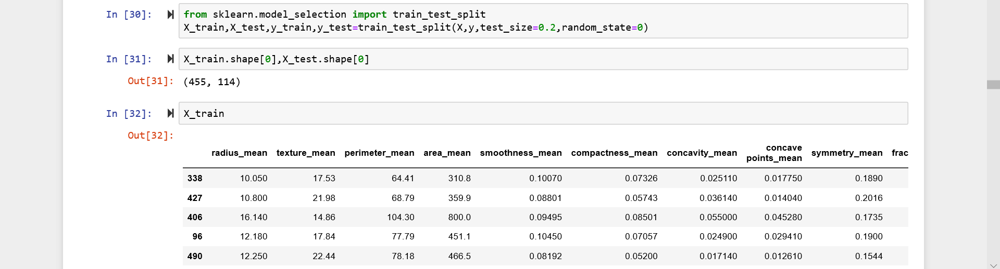 In [30]: from sklearn.model_selection import train_test_split
X_train,X_test,y_train,y_test=train_test_split(X,y,test_size=0.2,random_state=0)
In [31]: X_train.shape[0],X_test.shape[0]
Out[31]: (455, 114)
In [32]: X_train
Out[32]:
radius_mean texture_mean perimeter_mean area_mean smoothness_mean compactness_mean concavity_mean concave points_mean symmetry_mean frac
338 10.050 17.53 64.41 310.8 0.10070 0.07326 0.025110 0.017750 0.1890
427 10.800 21.98 68.79 359.9 0.08801 0.05743 0.036140 0.014040 0.2016
406 16.140 14.86 104.30 800.0 0.09495 0.08501 0.055000 0.045280 0.1735
96 12.180 17.84 77.79 451.1 0.10450 0.07057 0.024900 0.029410 0.1900
490 12.250 22.44 78.18 466.5 0.08192 0.05200 0.017140 0.012610 0.1544